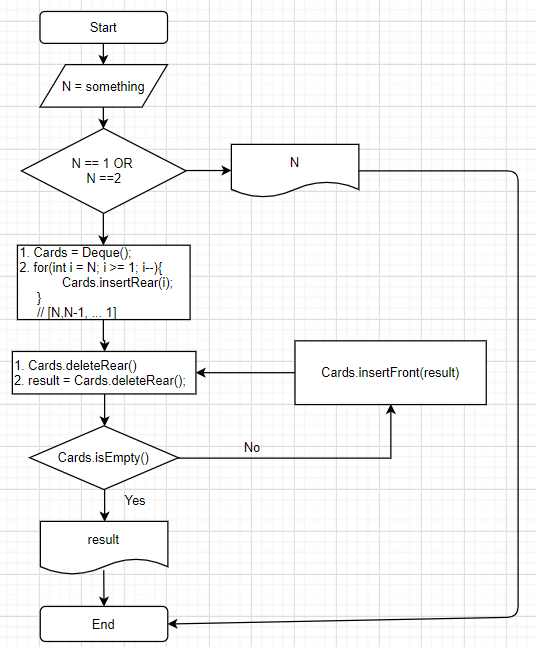 Start
N = something
N == 1 OR
N ==2
N
1. Cards = Deque();
2. for(int i = N; i >= 1; i--){
Cards.insertRear(i);
}
// [N,N-1, ... 1]
1. Cards.deleteRear()
2. result = Cards.deleteRear();
Cards.insertFront(result)
Cards.isEmpty()
No
Yes
result
End